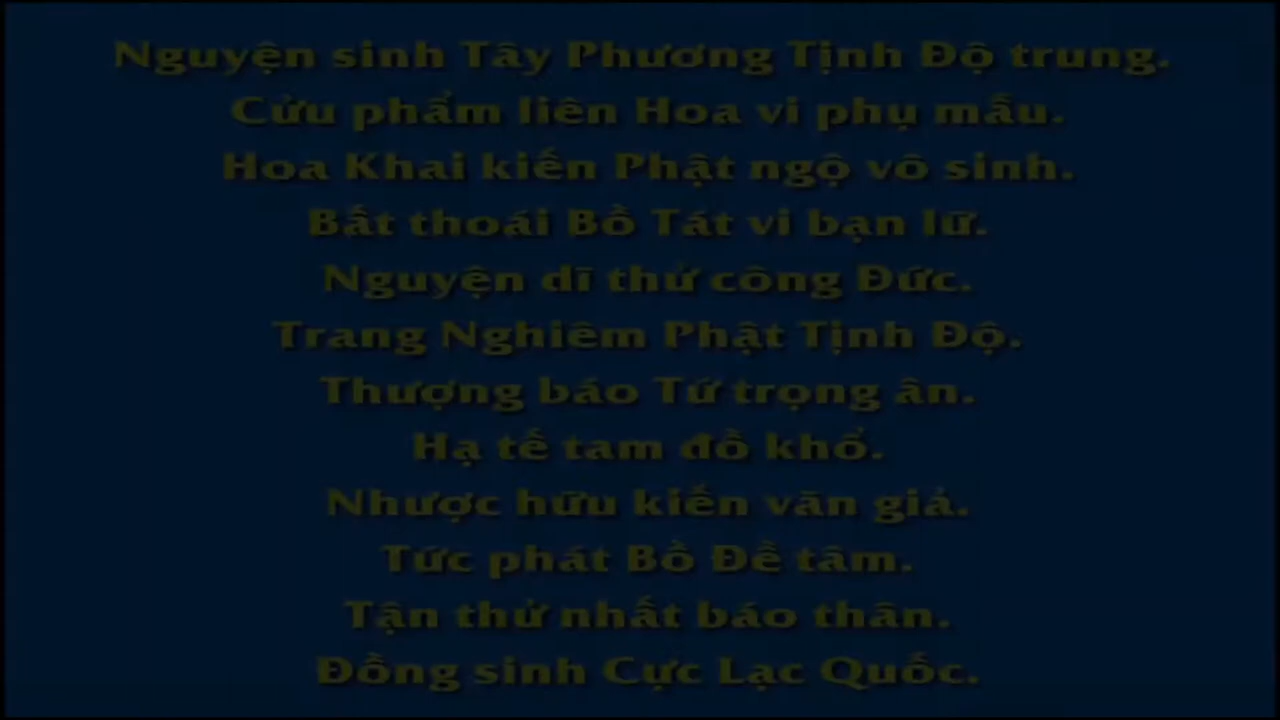 Nguyện sinh Tây Phương Tịnh Độ trung.
Cửu phẩm liên Hoa vi phụ mẫu.
Hoa Khai kiến Phật ngộ vô sinh.
Bất thoái Bồ Tát vi bạn lữ.
Nguyện dĩ thử công Đức.
Trang Nghiêm Phật Tịnh Độ.
Thượng báo Tứ trọng ân.
Hạ tế tam đồ khổ.
Nhược hữu kiến văn giả.
Tức phát Bồ Đề tâm.
Tận thử nhất báo thân.
Đồng sinh Cực Lạc Quốc.